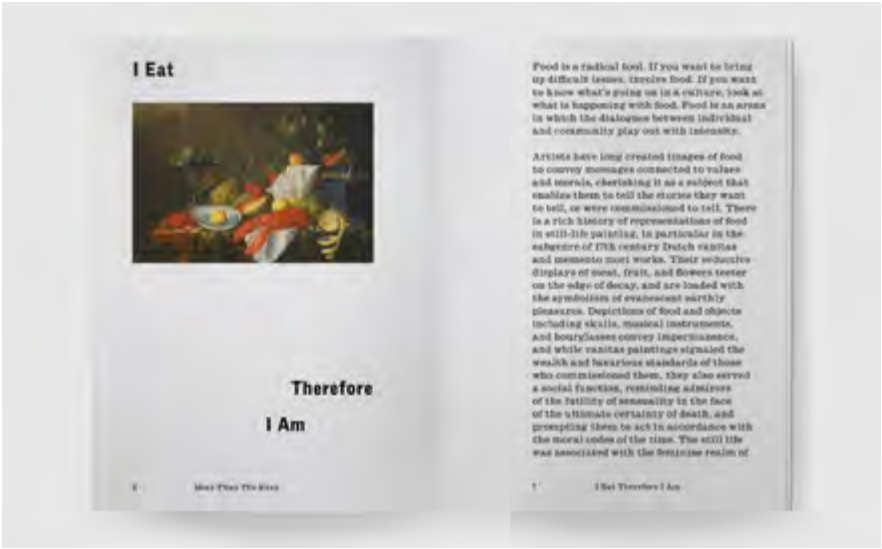 I Eat
Therefore
I Am
6
More Than The Eyes
Food is a radical tool. If you want to bring
up difficult issues, involve food. If you want
to know what's going on in a culture, look at
what is happening with food. Food is an arena
in which the dialogues between individual
and community play out with intensity.
Artists have long created images of food
to convey messages connected to values
and morals, cherishing it as a subject that
enables them to tell the stories they want
to tell, or were commissioned to tell. There
is a rich history of representations of food
in still-life painting, in particular in the
subgenre of 17th century Dutch vanitas
and memento mori works. Their seductive
displays of meat, fruit, and flowers teeter
on the edge of decay, and are loaded with
the symbolism of evanescent earthly
pleasures. Depictions of food and objects
including skulls, musical instruments,
and hourglasses convey impermanence,
and while vanitas paintings signaled the
wealth and luxurious standards of those
who commissioned them, they also served
a social function, reminding admirers
of the futility of sensuality in the face
of the ultimate certainty of death, and
prompting them to act in accordance with
the moral codes of the time. The still life
was associated with the feminine realm of
7
I Eat Therefore I Am